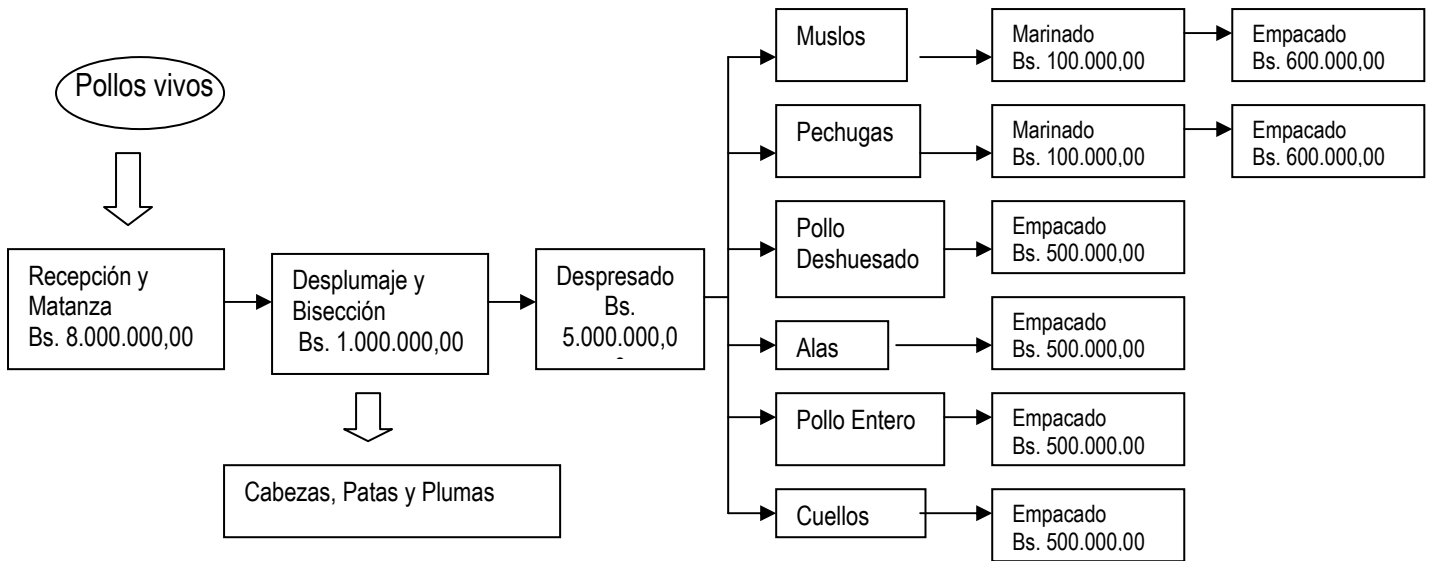 Pollos vivos
Recepción y
Matanza
Bs. 8.000.000,00
Desplumaje y
Bisección
Bs. 1.000.000,00
Cabezas, Patas y Plumas
Despresado
Bs.
5.000.000,0
Muslos
Marinado
Bs. 100.000,00
Empacado
Bs. 600.000,00
Pechugas
Marinado
Bs. 100.000,00
Empacado
Bs. 600.000,00
Pollo
Deshuesado
Empacado
Bs. 500.000,00
Alas
Empacado
Bs. 500.000,00
Pollo Entero
Empacado
Bs. 500.000,00
Cuellos
Empacado
Bs. 500.000,00